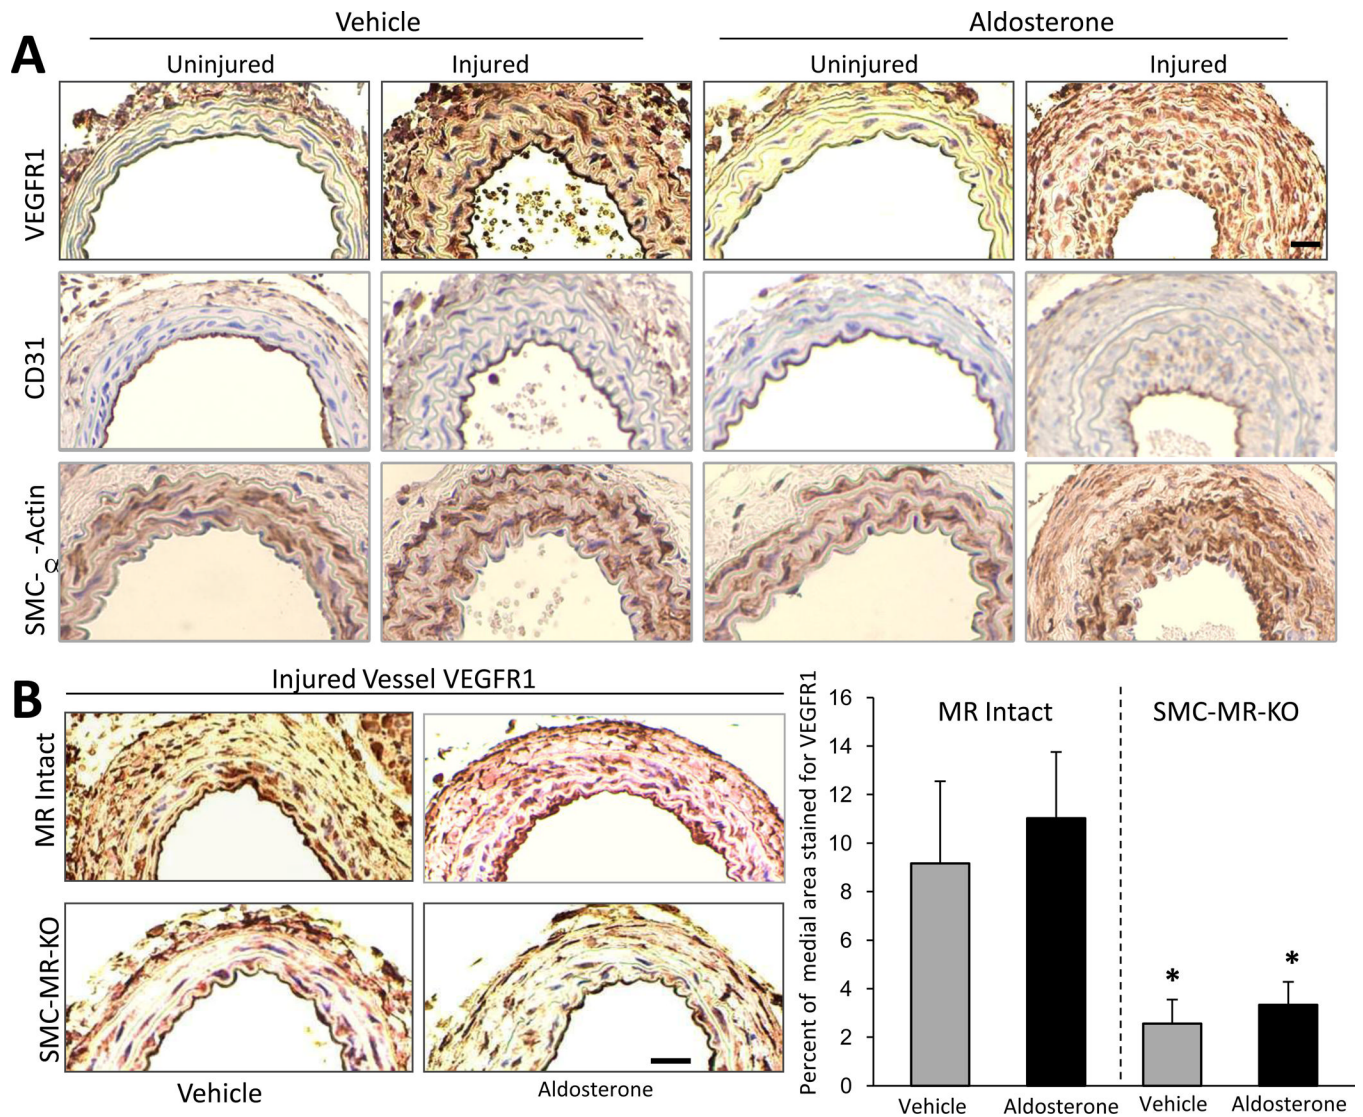 A
Vehicle
Aldosterone
Uninjured
Injured
Uninjured
Injured
VEGFR1
CD31
SMC-α-Actin
B
Injured Vessel VEGFR1
MR Intact
SMC-MR-KO
Vehicle
Aldosterone
Percent of medial area stained for VEGFR1
16
14
12
10
8
6
4
2
0
MR Intact
SMC-MR-KO
*
*
Vehicle
Aldosterone
Vehicle
Aldosterone